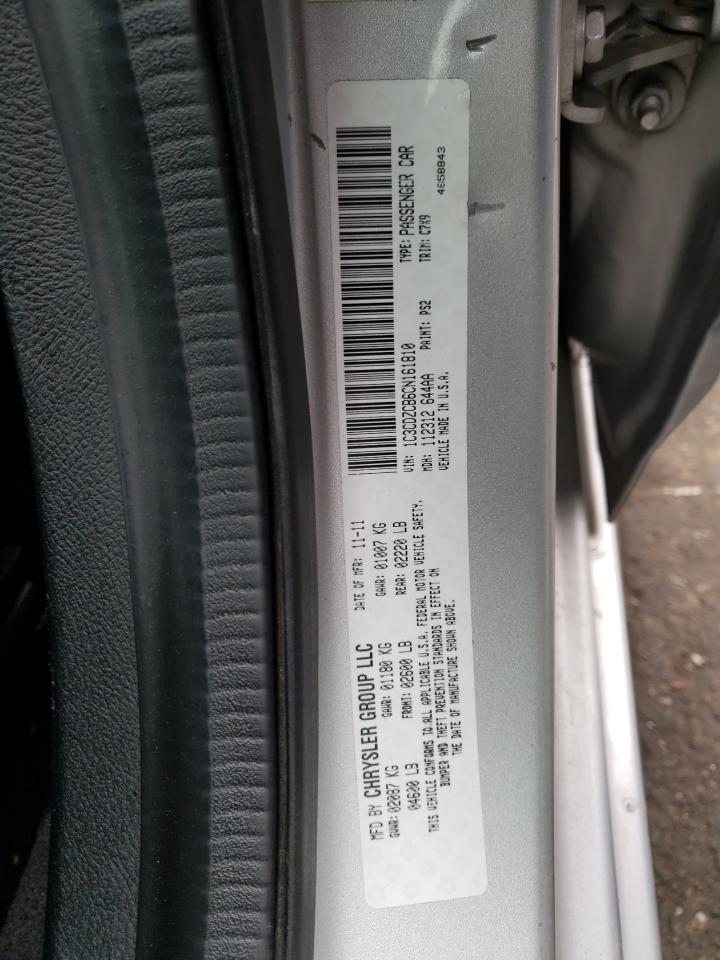 MFD BY CHRYSLER GROUP LLC DATE OF MFR: 11-11
GVWR: 02087 KG GAWR: 01180 KG GAWR: 01007 KG
04600 LB FRONT: 02600 LB REAR: 02220 LB
THIS VEHICLE CONFORMS TO ALL APPLICABLE U.S.A. FEDERAL MOTOR VEHICLE SAFETY,
BUMPER AND THEFT PREVENTION STANDARDS IN EFFECT ON
THE DATE OF MANUFACTURE SHOWN ABOVE.
VIN: 1C3CDZCB6CN161810 TYPE: PASSENGER CAR
MDH: 112312 644AA PAINT: PS2 TRIM: C7X9
VEHICLE MADE IN U.S.A. 4658843